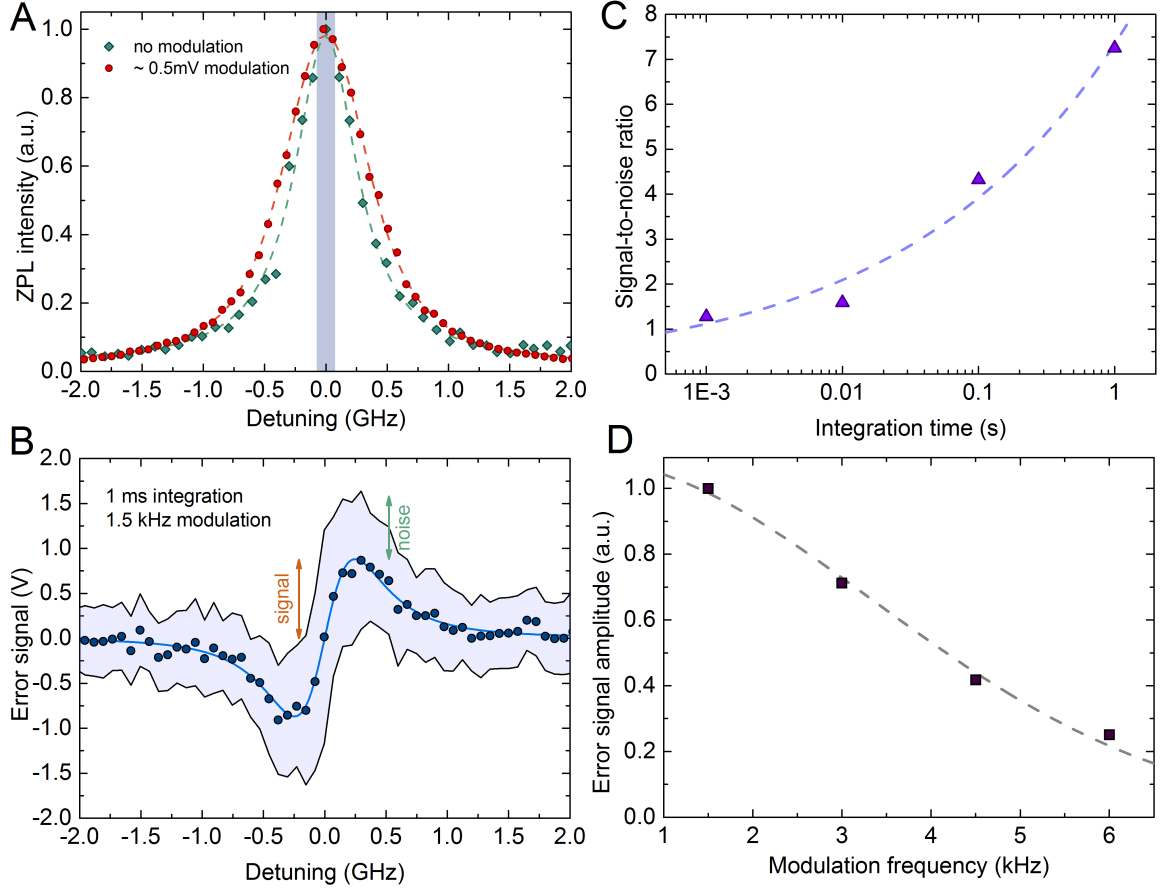 A
1.0
0.8
0.6
0.4
0.2
0.0
ZPL intensity (a.u.)
no modulation
~ 0.5mV modulation
-2.0 -1.5 -1.0 -0.5 0.0 0.5 1.0 1.5 2.0
Detuning (GHz)
C
8
7
6
5
4
3
2
1
0
Signal-to-noise ratio
1E-3 0.01 0.1 1
Integration time (s)
B
2.0
1.5
1.0
0.5
0.0
-0.5
-1.0
-1.5
-2.0
Error signal (V)
1 ms integration
1.5 kHz modulation
signal
noise
-2.0 -1.5 -1.0 -0.5 0.0 0.5 1.0 1.5 2.0
Detuning (GHz)
D
1.0
0.8
0.6
0.4
0.2
0.0
Error signal amplitude (a.u.)
1 2 3 4 5 6
Modulation frequency (kHz)